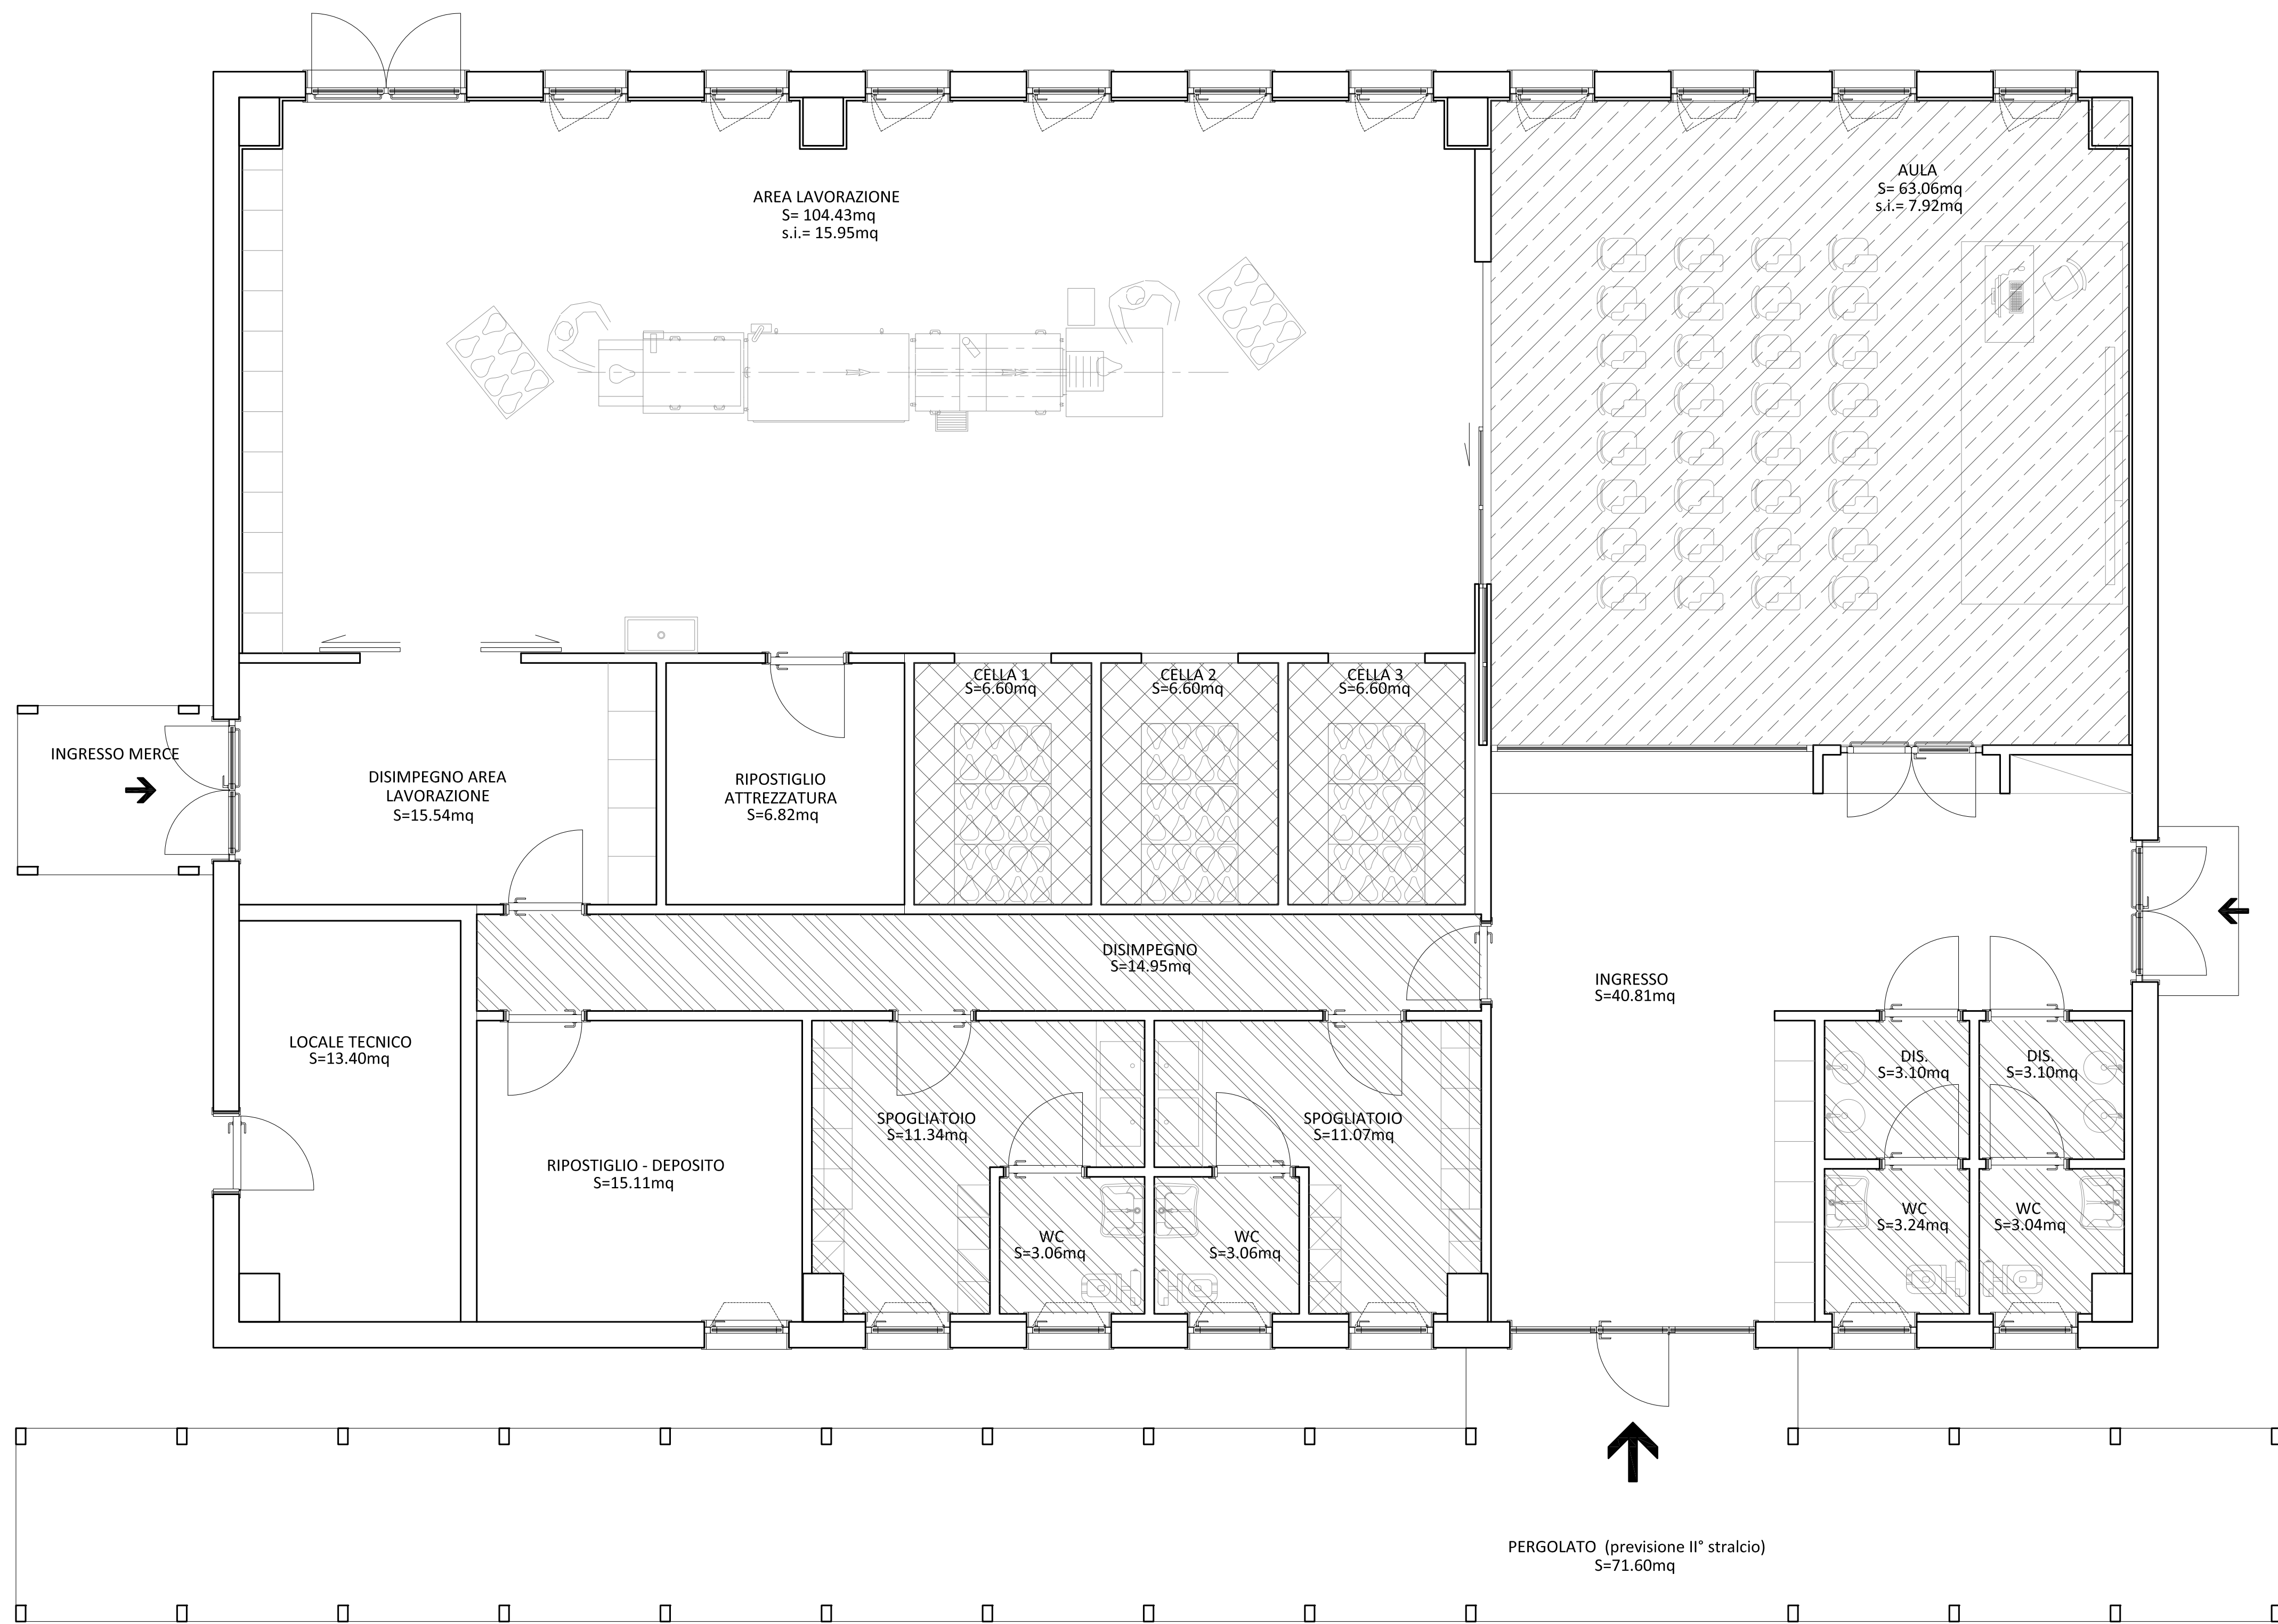 AREA LAVORAZIONE
S= 104.43mq
s.i.= 15.95mq
AULA
S= 63.06mq
s.i.= 7.92mq
CELLA 1
S=6.60mq
CELLA 2
S=6.60mq
CELLA 3
S=6.60mq
INGRESSO MERCE
DISIMPEGNO AREA
LAVORAZIONE
S=15.54mq
RIPOSTIGLIO
ATTREZZATURA
S=6.82mq
DISIMPEGNO
S=14.95mq
INGRESSO
S=40.81mq
LOCALE TECNICO
S=13.40mq
DIS.
S=3.10mq
DIS.
S=3.10mq
SPOGLIATOIO
S=11.34mq
SPOGLIATOIO
S=11.07mq
RIPOSTIGLIO - DEPOSITO
S=15.11mq
WC
S=3.06mq
WC
S=3.06mq
WC
S=3.24mq
WC
S=3.04mq
PERGOLATO  (previsione II° stralcio)
S=71.60mq